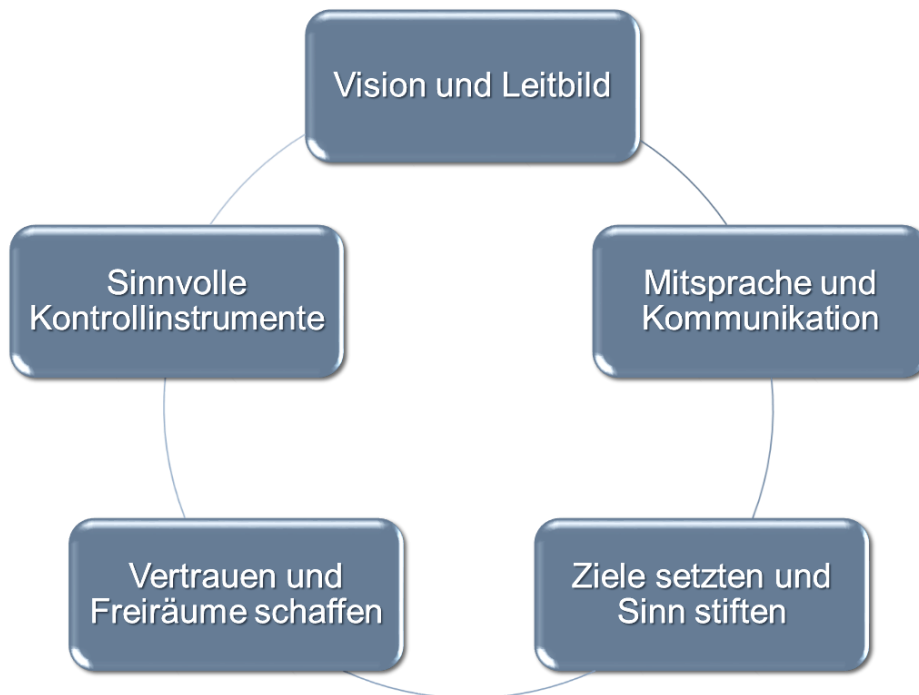 Vision und Leitbild
Mitsprache und
Kommunikation
Ziele setzten und
Sinn stiften
Vertrauen und
Freiräume schaffen
Sinnvolle
Kontrollinstrumente